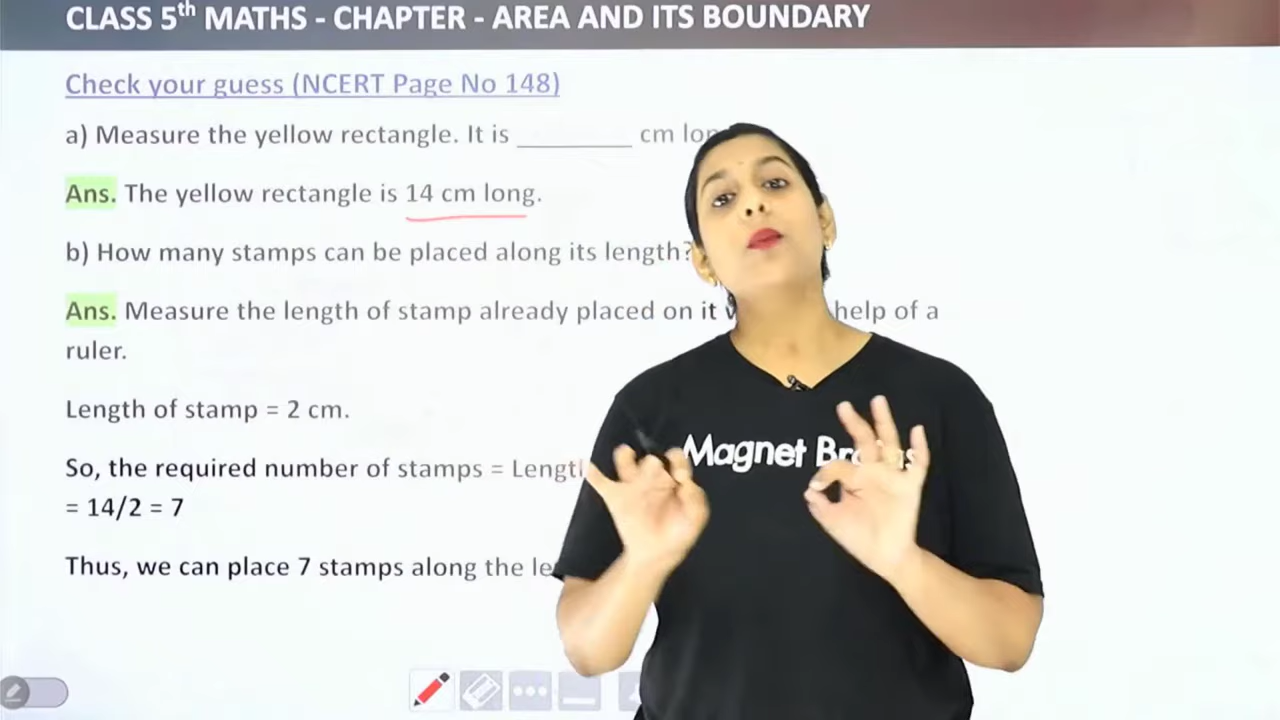 CLASS 5th MATHS - CHAPTER - AREA AND ITS BOUNDARY
Check your guess (NCERT Page No 148)
a) Measure the yellow rectangle. It is ________ cm
Ans. The yellow rectangle is 14 cm long.
b) How many stamps can be placed along its length?
Ans. Measure the length of stamp already placed on it help of a
ruler.
Length of stamp = 2 cm.
So, the required number of stamps =
= 14/2 = 7
Thus, we can place 7 stamps along the
Magnet